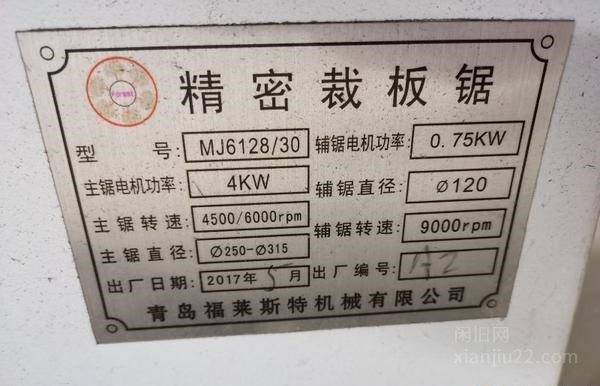 精密裁板锯
型号: MJ6128/30 辅锯电机功率: 0.75KW
主锯电机功率: 4KW 辅锯直径: Ø120
主锯转速: 4500/6000rpm 辅锯转速: 9000rpm
主锯直径: Ø250-Ø315
出厂日期: 2017年5月 出厂编号:
青岛福莱斯特机械有限公司
闲旧网
xianjiu22.com